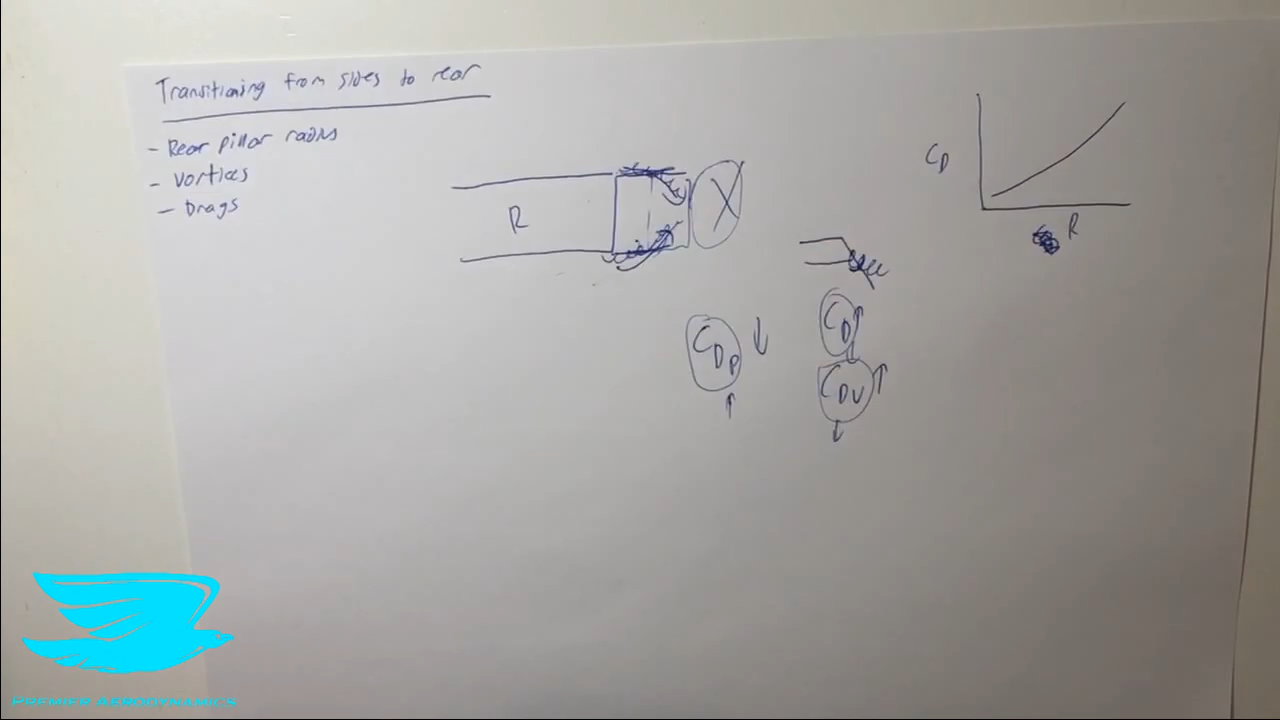 Transitioning from sides to rear
- Rear pillar radius
- Vortices
- Drags
R
X
CD
R
CDP
CD
CDV
PREMIER AERODYNAMICS